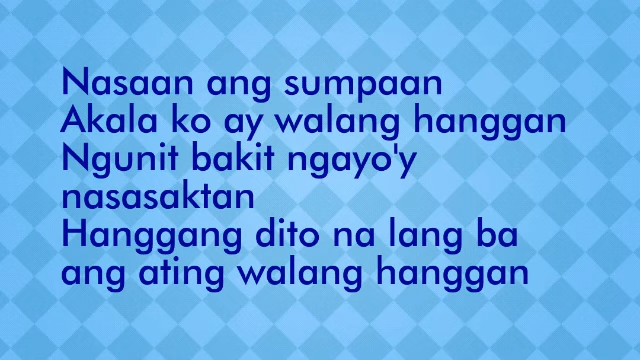 Nasaan ang sumpaan
Akala ko ay walang hanggan
Ngunit bakit ngayo'y
nasasaktan
Hanggang dito na lang ba
ang ating walang hanggan